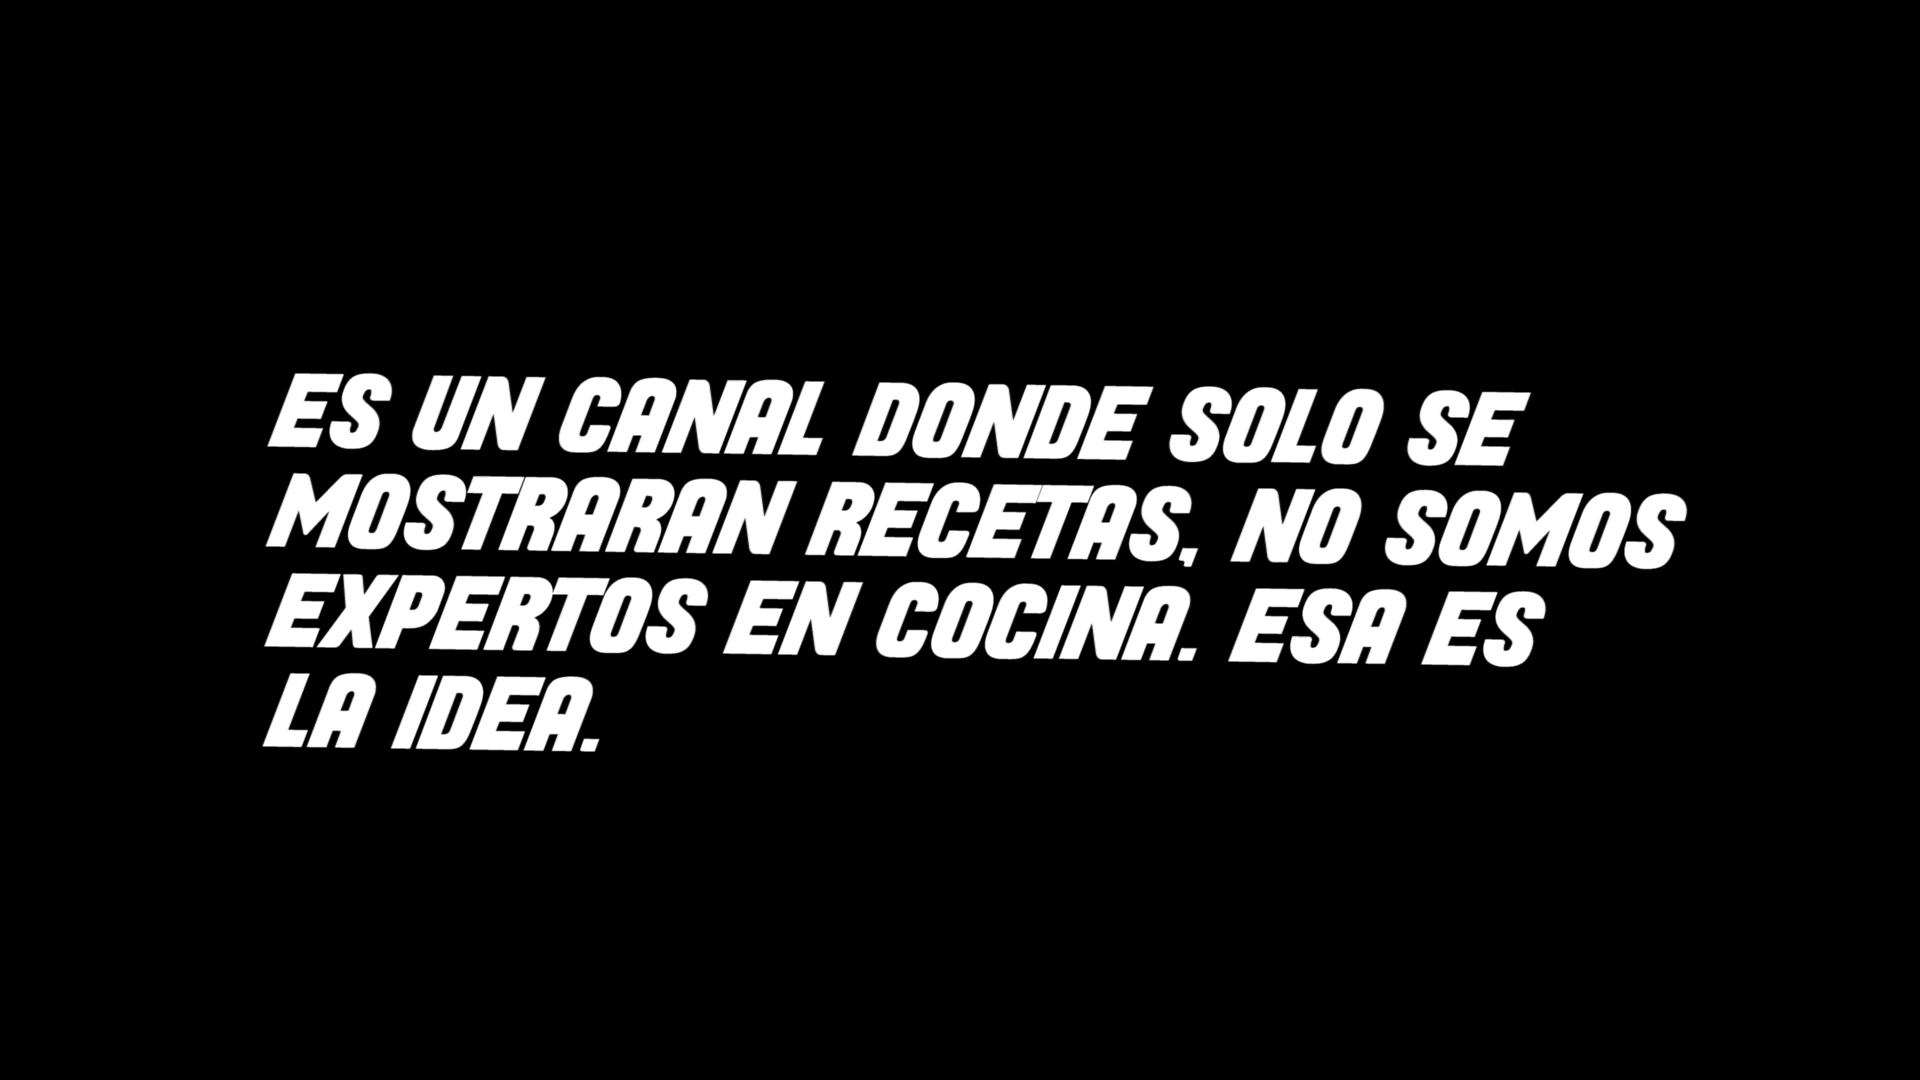 ES UN CANAL DONDE SOLO SE
MOSTRARAN RECETAS, NO SOMOS
EXPERTOS EN COCINA. ESA ES
LA IDEA.